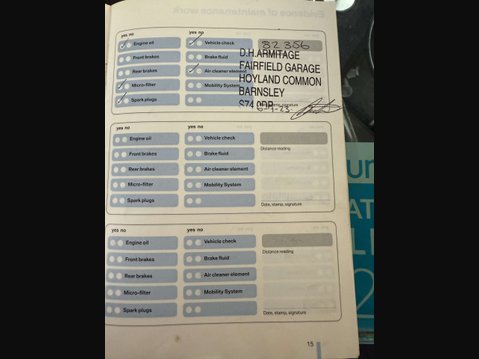 yes no
yes no
Engine oil
Vehicle check
82356
Front brakes
Brake fluid
Rear brakes
Air cleaner element
Micro-filter
Mobility System
Spark plugs
D.H.ARMITAGE
FAIRFIELD GARAGE
HOYLAND COMMON
BARNSLEY
S74 0DP
signature
yes no
yes no
Engine oil
Vehicle check
Front brakes
Brake fluid
Distance reading
Rear brakes
Air cleaner element
Micro-filter
Mobility System
Spark plugs
Date, stamp, signature
yes no
yes no
Engine oil
Vehicle check
Front brakes
Brake fluid
Distance reading
Rear brakes
Air cleaner element
Micro-filter
Mobility System
Spark plugs
Date, stamp, signature
15